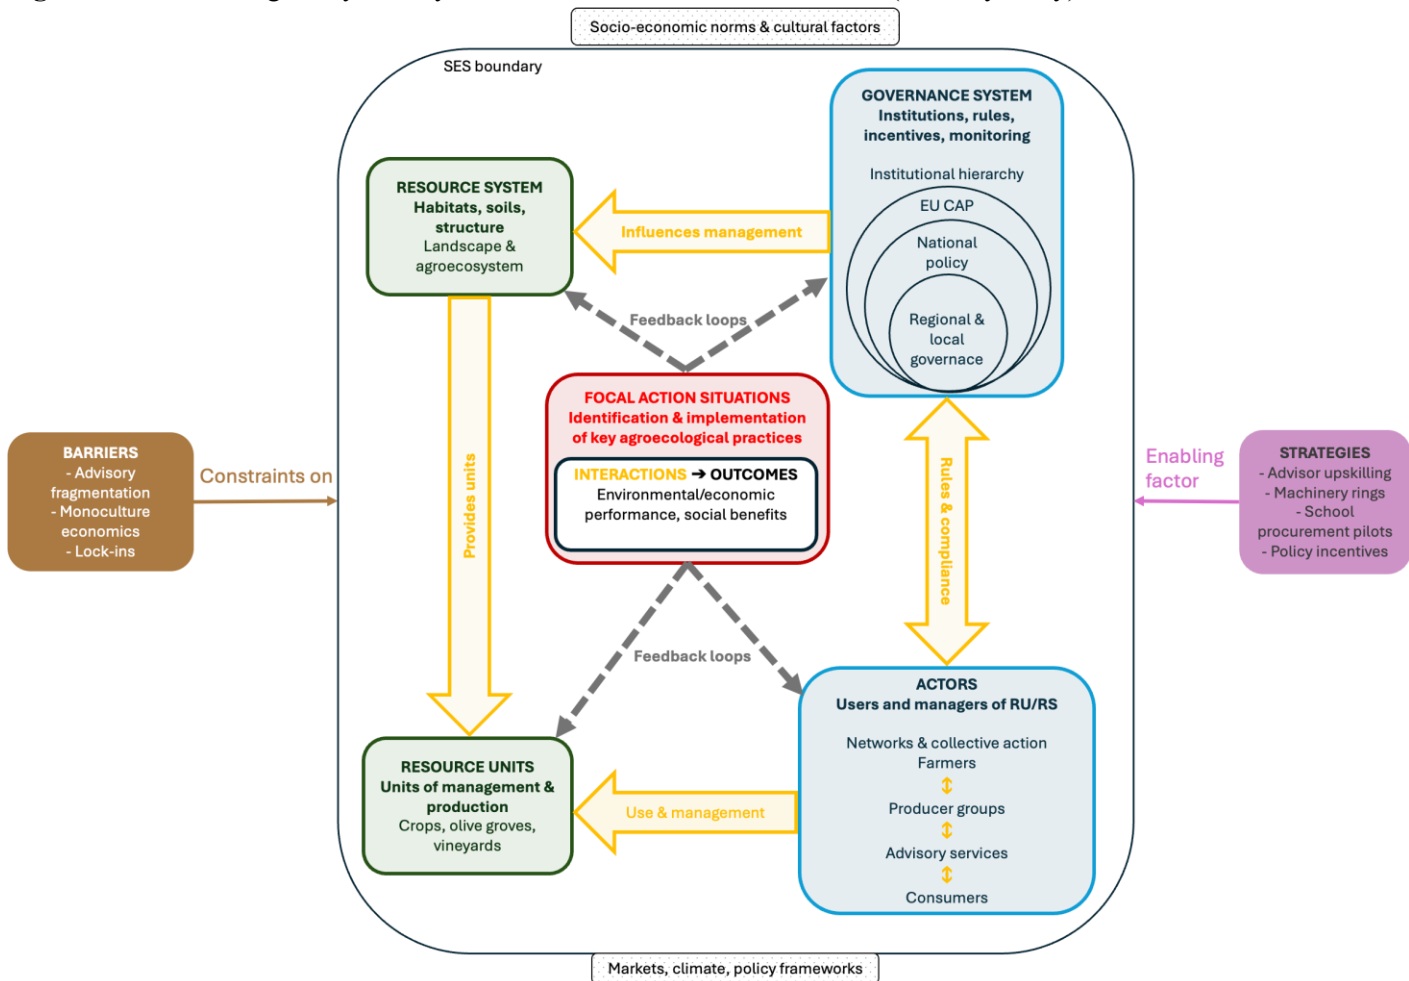 Socio-economic norms & cultural factors
SES boundary
GOVERNANCE SYSTEM
Institutions, rules,
incentives, monitoring
Institutional hierarchy
EU CAP
National
policy
Regional &
local
governace
RESOURCE SYSTEM
Habitats, soils,
structure
Landscape &
agroecosystem
Influences management
Feedback loops
FOCAL ACTION SITUATIONS
Identification & implementation
of key agroecological practices
INTERACTIONS ➔ OUTCOMES
Environmental/economic
performance, social benefits
BARRIERS
- Advisory
fragmentation
- Monoculture
economics
- Lock-ins
Constraints on
Provides units
Rules & compliance
Enabling
factor
STRATEGIES
- Advisor upskilling
- Machinery rings
- School
procurement pilots
- Policy incentives
Feedback loops
ACTORS
Users and managers of RU/RS
Networks & collective action
Farmers
Producer groups
Advisory services
Consumers
RESOURCE UNITS
Units of management &
production
Crops, olive groves,
vineyards
Use & management
Markets, climate, policy frameworks